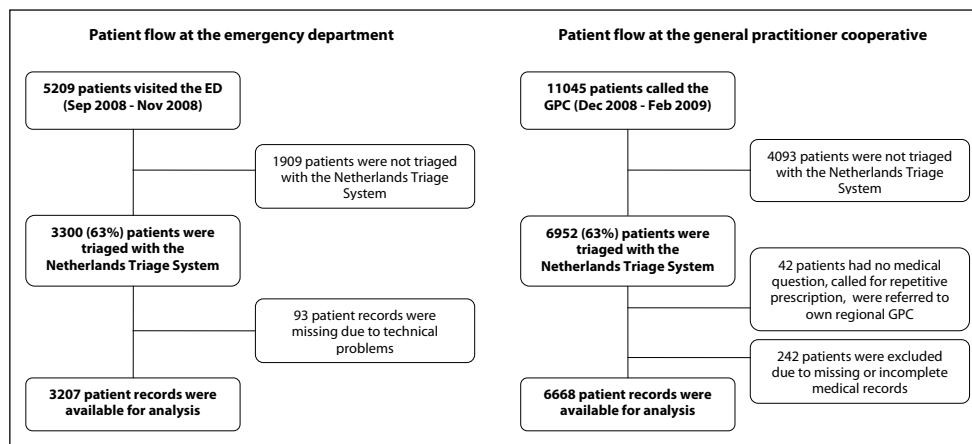 Patient flow at the emergency department
5209 patients visited the ED
(Sep 2008 - Nov 2008)
1909 patients were not triaged
with the Netherlands Triage
System
3300 (63%) patients were
triaged with the
Netherlands Triage System
93 patient records were
missing due to technical
problems
3207 patient records were
available for analysis
Patient flow at the general practitioner cooperative
11045 patients called the
GPC (Dec 2008 - Feb 2009)
4093 patients were not triaged
with the Netherlands Triage
System
6952 (63%) patients were
triaged with the
Netherlands Triage System
42 patients had no medical
question, called for repetitive
prescription, were referred to
own regional GPC
242 patients were excluded
due to missing or incomplete
medical records
6668 patient records were
available for analysis